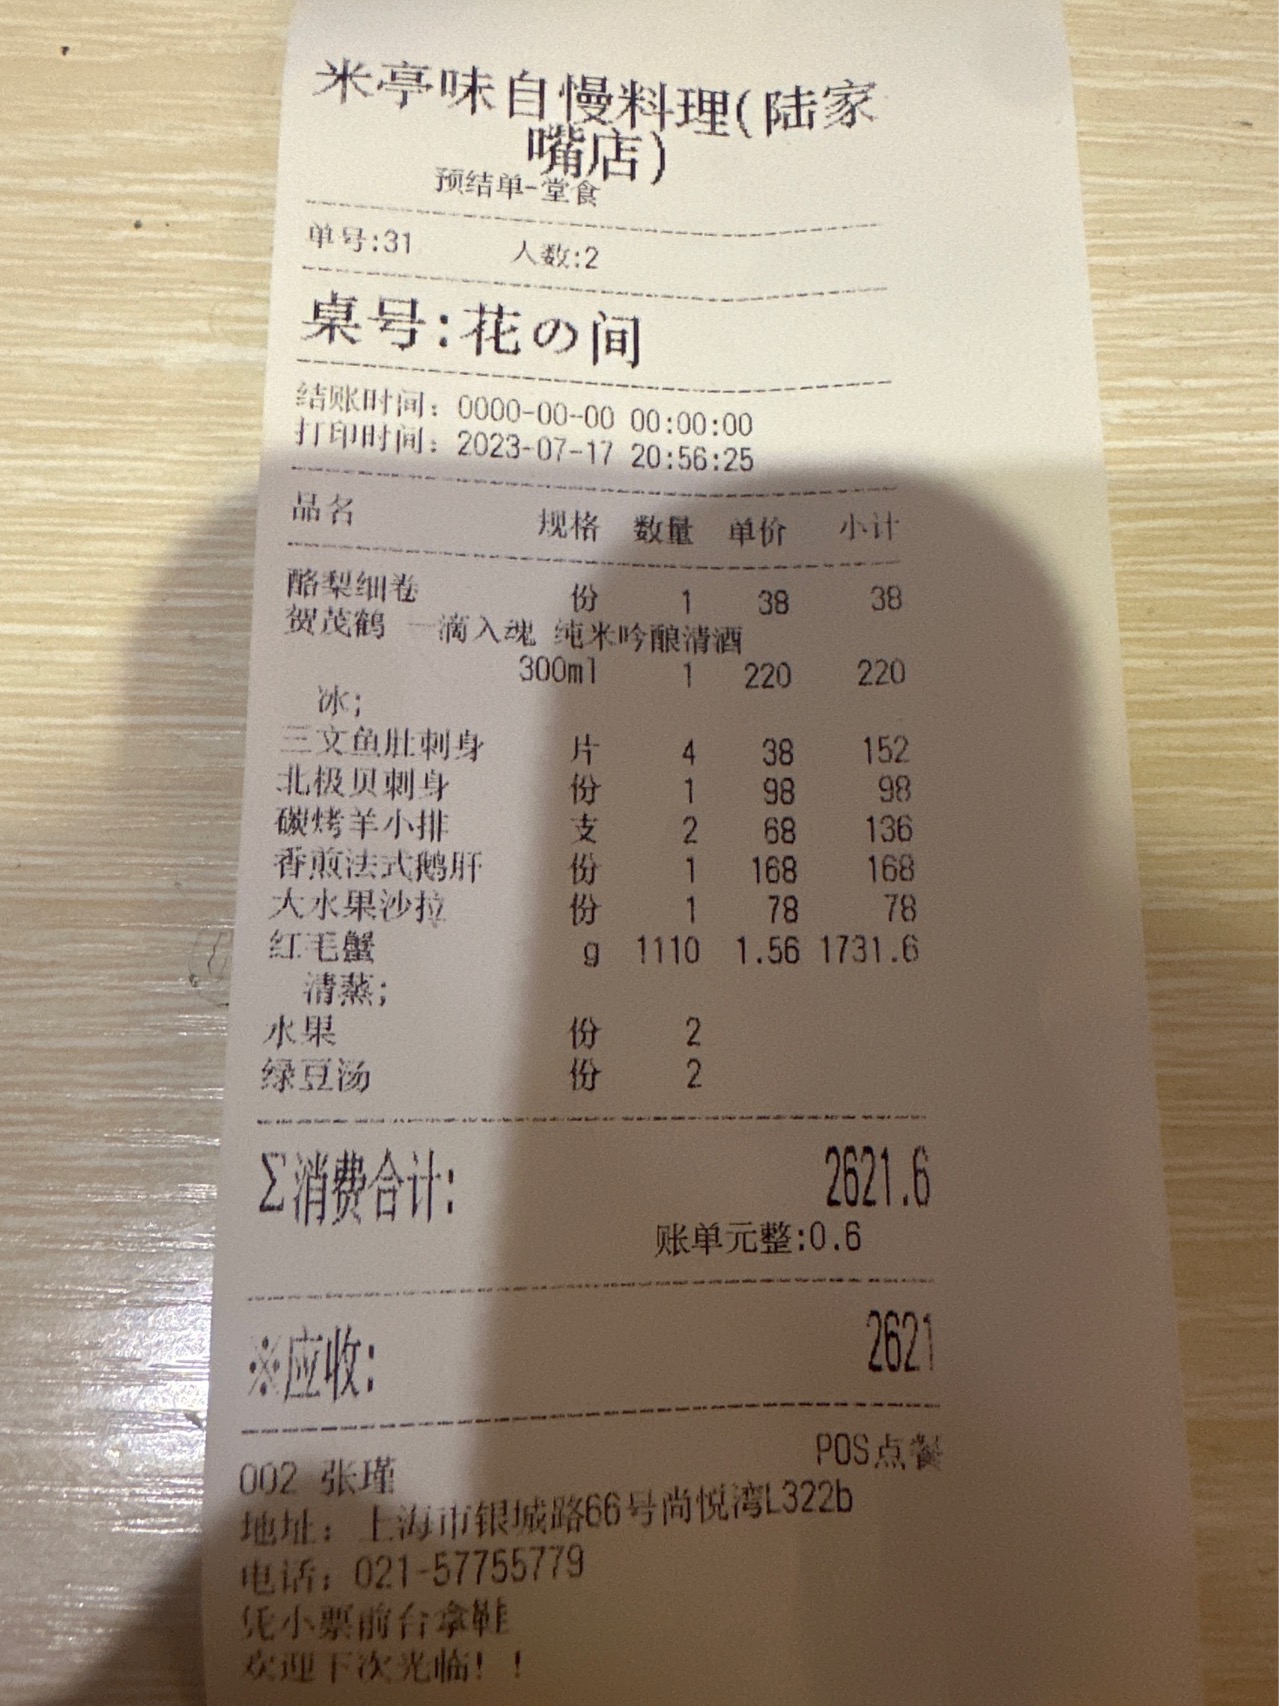 米亭味自慢料理(陆家
嘴店)
预结单-堂食
单号:31 人数:2
桌号:花の间
结账时间: 0000-00-00 00:00:00
打印时间: 2023-07-17 20:56:25
品名 规格 数量 单价 小计
酪梨细卷 份 1 38 38
贺茂鹤 一滴入魂 纯米吟酿清酒
300ml 1 220 220
冰;
三文鱼肚刺身 片 4 38 152
北极贝刺身 份 1 98 98
碳烤羊小排 支 2 68 136
香煎法式鹅肝 份 1 168 168
大水果沙拉 份 1 78 78
红毛蟹 g 1110 1.56 1731.6
清蒸;
水果 份 2
绿豆汤 份 2
Σ消费合计: 2621.6
账单元整:0.6
※应收: 2621
002 张瑾 POS点餐
地址: 上海市银城路66号尚悦湾L322b
电话: 021-57755779
凭小票前台拿鞋
欢迎下次光临!!